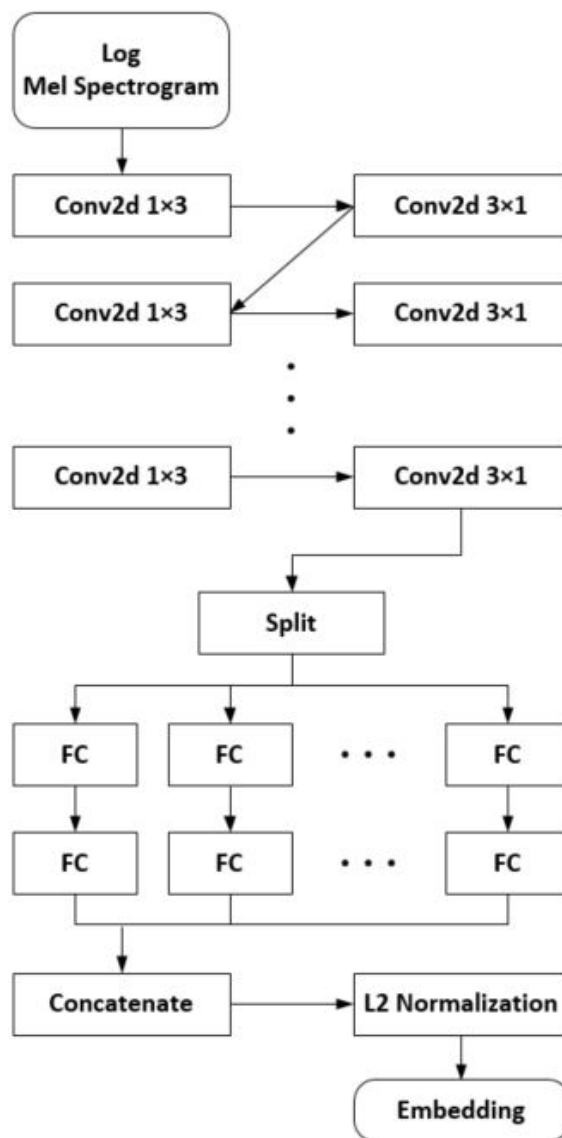 Log
Mel Spectrogram
Conv2d 1×3
Conv2d 3×1
Conv2d 1×3
Conv2d 3×1
Conv2d 1×3
Conv2d 3×1
Split
FC
FC
FC
FC
FC
FC
Concatenate
L2 Normalization
Embedding